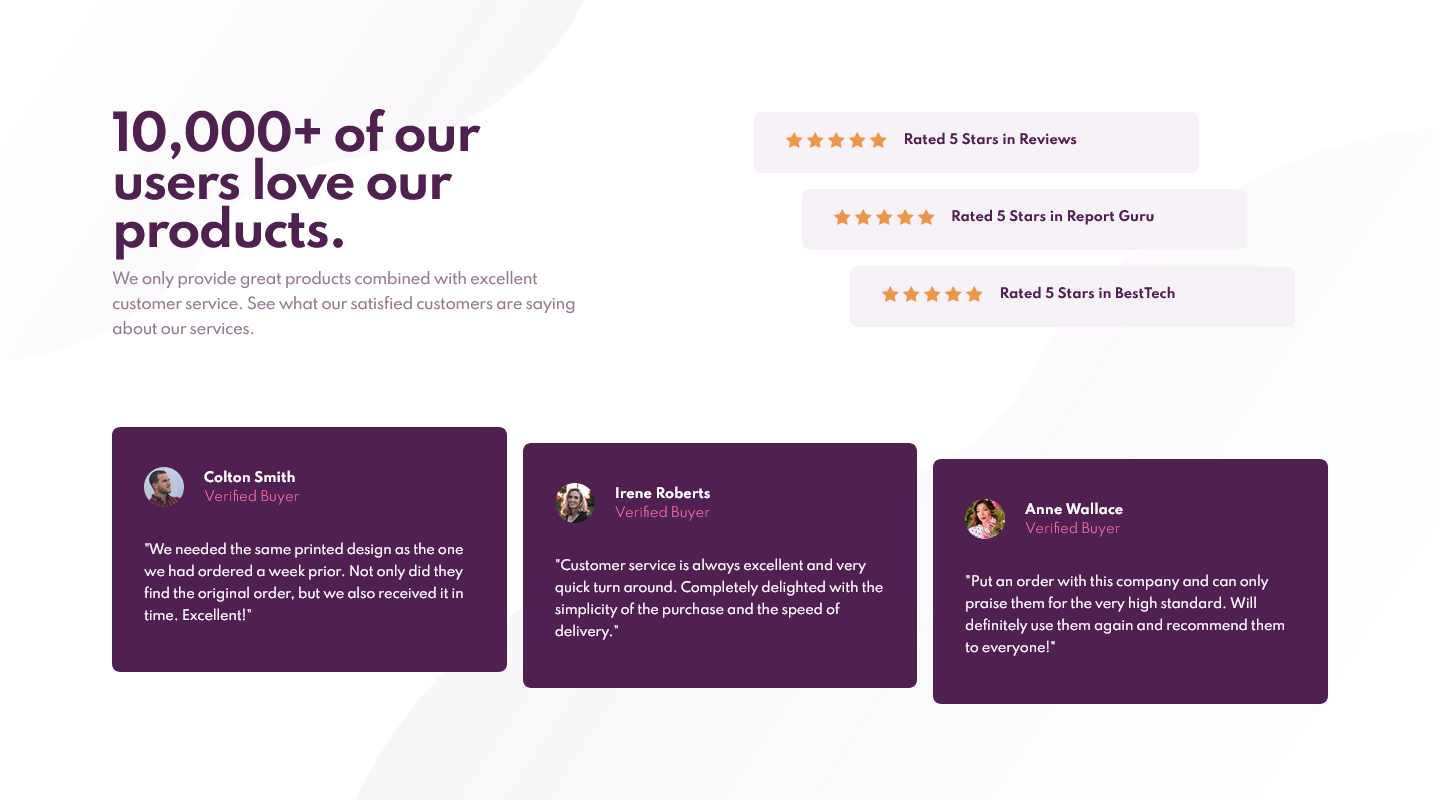 10,000+ of our
users love our
products.
We only provide great products combined with excellent
customer service. See what our satisfied customers are saying
about our services.
Rated 5 Stars in Reviews
Rated 5 Stars in Report Guru
Rated 5 Stars in BestTech
Colton Smith
Verified Buyer
"We needed the same printed design as the one
we had ordered a week prior. Not only did they
find the original order, but we also received it in
time. Excellent!"
Irene Roberts
Verified Buyer
"Customer service is always excellent and very
quick turn around. Completely delighted with the
simplicity of the purchase and the speed of
delivery."
Anne Wallace
Verified Buyer
"Put an order with this company and can only
praise them for the very high standard. Will
definitely use them again and recommend them
to everyone!"